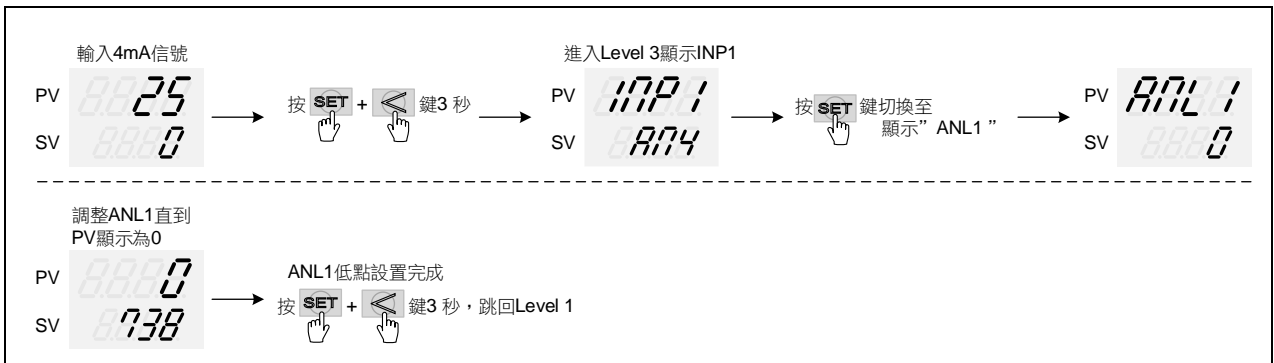 輸入4mA信號
PV 25
SV 0
按 SET + < 鍵3 秒
進入Level 3顯示INP1
PV INP1
SV AN4
按 SET 鍵切換至
顯示” ANL1 ”
PV ANL1
SV 0
調整ANL1直到
PV顯示為0
PV 0
SV 738
ANL1低點設置完成
按 SET + < 鍵3 秒，跳回Level 1